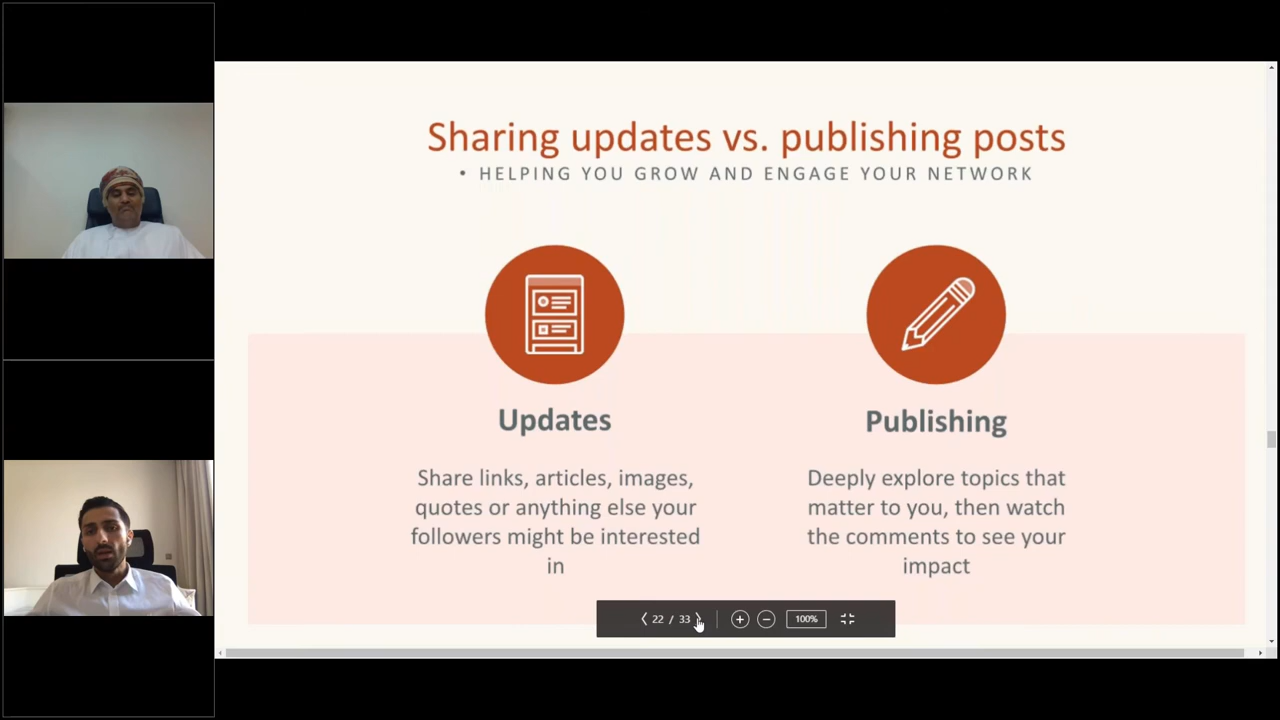 Sharing updates vs. publishing posts
• HELPING YOU GROW AND ENGAGE YOUR NETWORK
Updates
Share links, articles, images,
quotes or anything else your
followers might be interested
in
Publishing
Deeply explore topics that
matter to you, then watch
the comments to see your
impact
22 / 33
100%